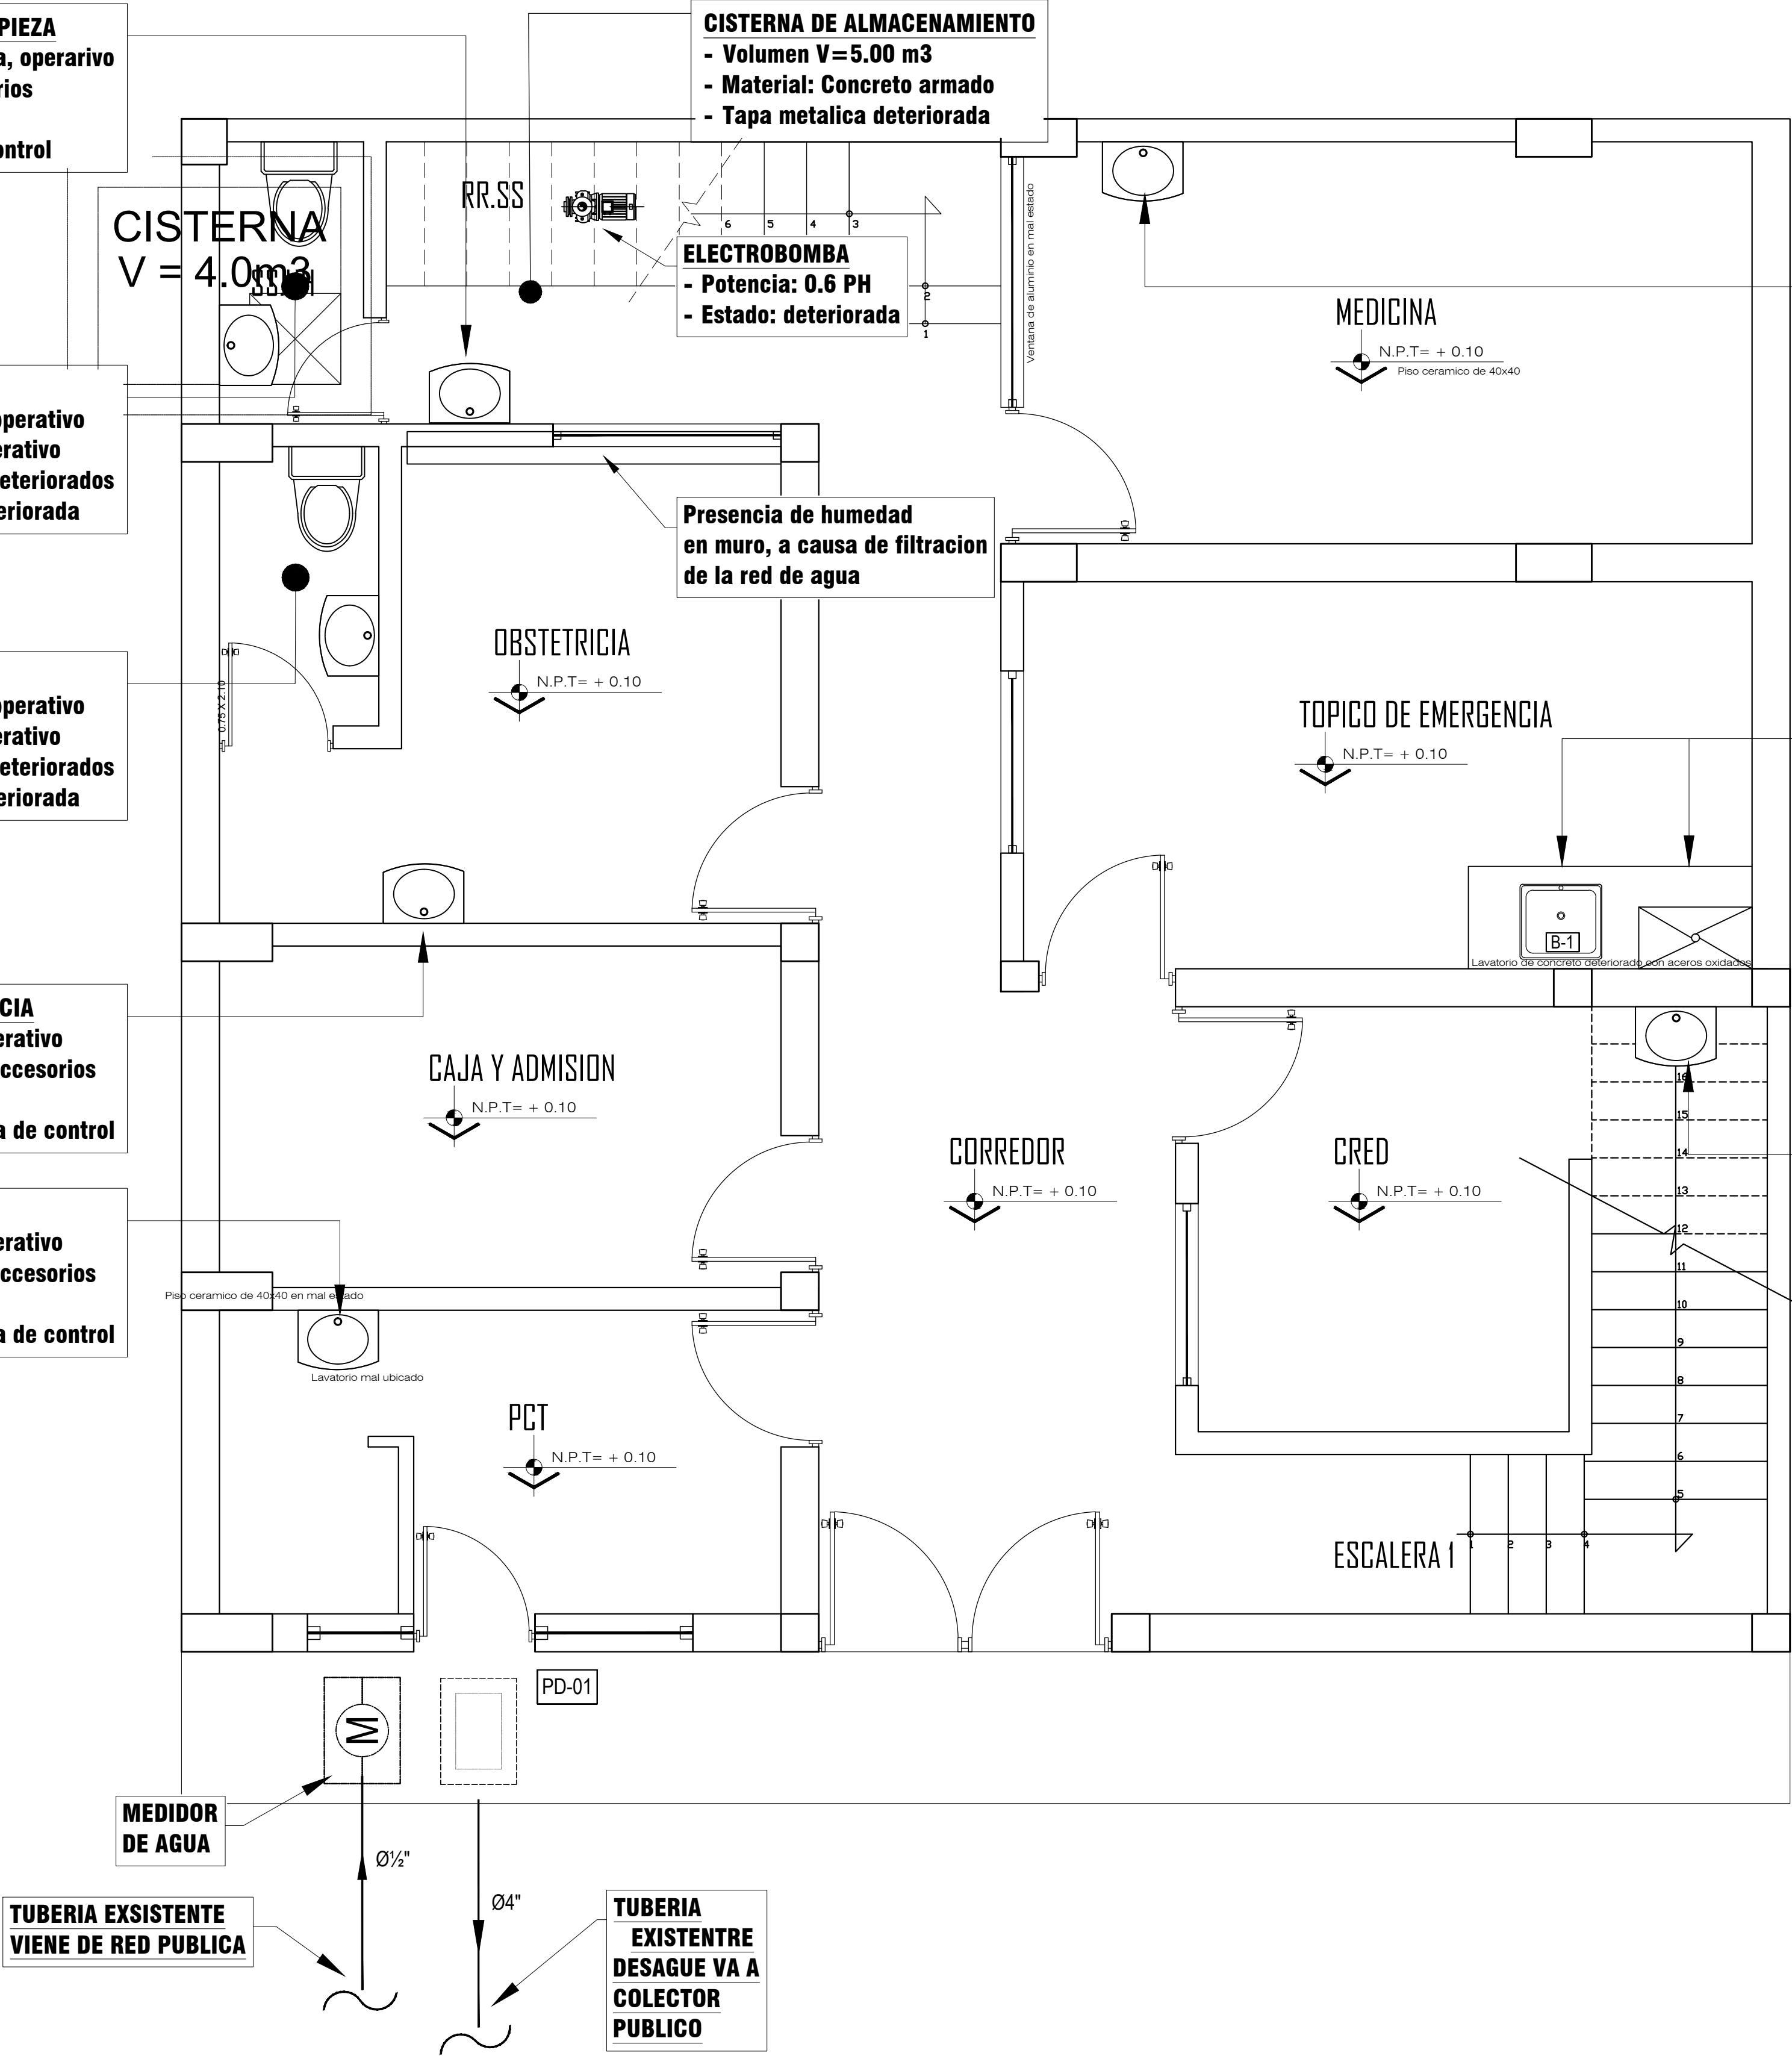 PIEZA
a, operarivo
rios
ontrol
CISTERNA DE ALMACENAMIENTO
- Volumen V=5.00 m3
- Material: Concreto armado
- Tapa metalica deteriorada
RR.SS
CISTERNA
V = 4.0m3
SS.HH
6
5
4
3
2
1
ELECTROBOMBA
- Potencia: 0.6 PH
- Estado: deteriorada
Ventana de aluminio en mal estado
MEDICINA
N.P.T= + 0.10
Piso ceramico de 40x40
operativo
erativo
deteriorados
eriorada
Presencia de humedad
en muro, a causa de filtracion
de la red de agua
OBSTETRICIA
N.P.T= + 0.10
0.75 X 2.10
operativo
erativo
deteriorados
eriorada
TOPICO DE EMERGENCIA
N.P.T= + 0.10
B-1
Lavatorio de concreto deteriorado con aceros oxidados
CIA
erativo
ccesorios
a de control
CAJA Y ADMISION
N.P.T= + 0.10
CORREDOR
N.P.T= + 0.10
CRED
N.P.T= + 0.10
16
15
14
13
12
11
10
9
8
7
6
5
erativo
ccesorios
a de control
Piso ceramico de 40x40 en mal estado
Lavatorio mal ubicado
PCT
N.P.T= + 0.10
ESCALERA 1
1
2
3
4
PD-01
M
MEDIDOR
DE AGUA
Ø½"
Ø4"
TUBERIA EXSISTENTE
VIENE DE RED PUBLICA
TUBERIA
EXISTENTRE
DESAGUE VA A
COLECTOR
PUBLICO